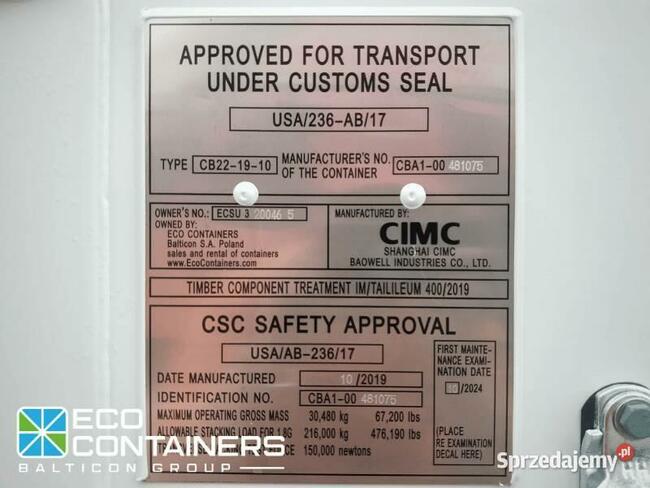 APPROVED FOR TRANSPORT
UNDER CUSTOMS SEAL
USA/236-AB/17
TYPE CB22-19-10 MANUFACTURER'S NO. OF THE CONTAINER CBA1-00 481075
OWNER'S NO.: ECSU 3 20046 5
OWNED BY:
ECO CONTAINERS
Balticon S.A. Poland
sales and rental of containers
www.EcoContainers.com
MANUFACTURED BY:
CIMC
SHANGHAI CIMC
BAOWELL INDUSTRIES CO., LTD.
TIMBER COMPONENT TREATMENT IM/TAILILEUM 400/2019
CSC SAFETY APPROVAL
USA/AB-236/17
DATE MANUFACTURED 10/2019
IDENTIFICATION NO. CBA1-00 481075
MAXIMUM OPERATING GROSS MASS 30,480 kg 67,200 lbs
ALLOWABLE STACKING LOAD FOR 1.8G 216,000 kg 476,190 lbs
150,000 newtons
FIRST MAINTE-
NANCE EXAMI-
NATION DATE
10/2024
(PLACE
RE EXAMINATION
DECAL HERE)
ECO
CONTAINERS
BALTICON GROUP
Sprzedajemy.pl